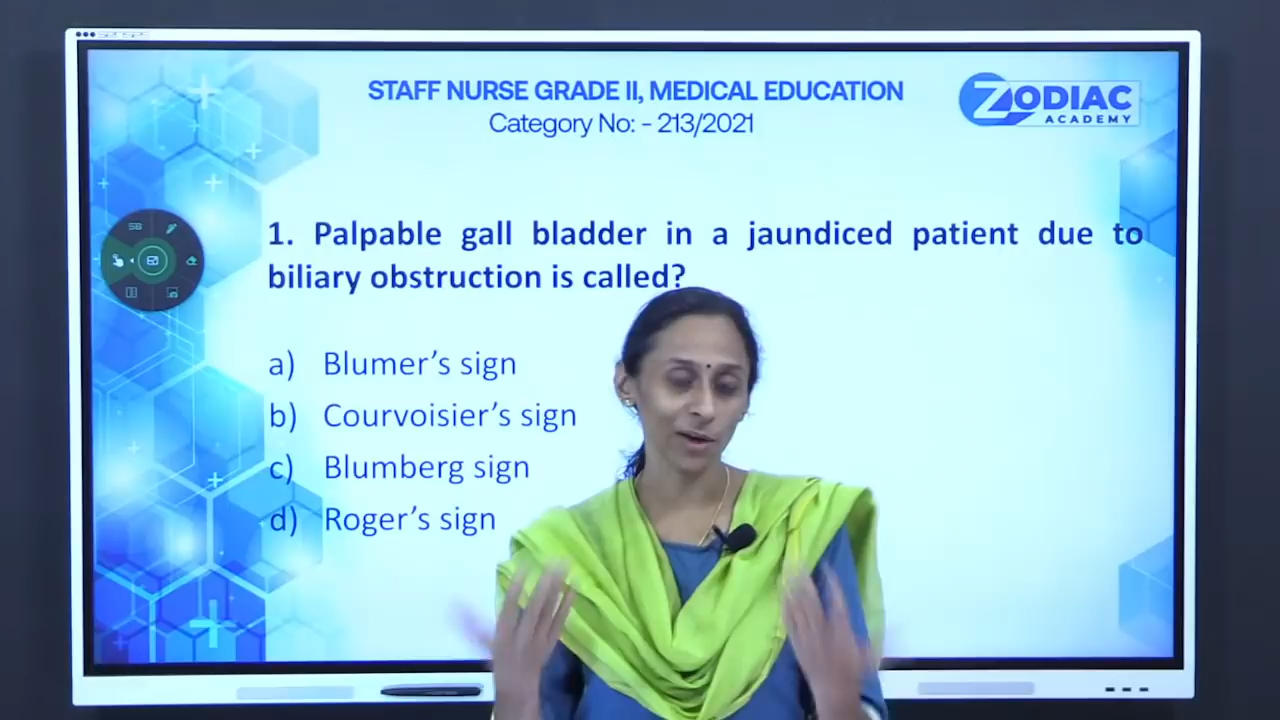 STAFF NURSE GRADE II, MEDICAL EDUCATION
Category No: - 213/2021
ZODIAC
ACADEMY
1. Palpable gall bladder in a jaundiced patient due to
biliary obstruction is called?
a) Blumer’s sign
b) Courvoisier’s sign
c) Blumberg sign
d) Roger’s sign